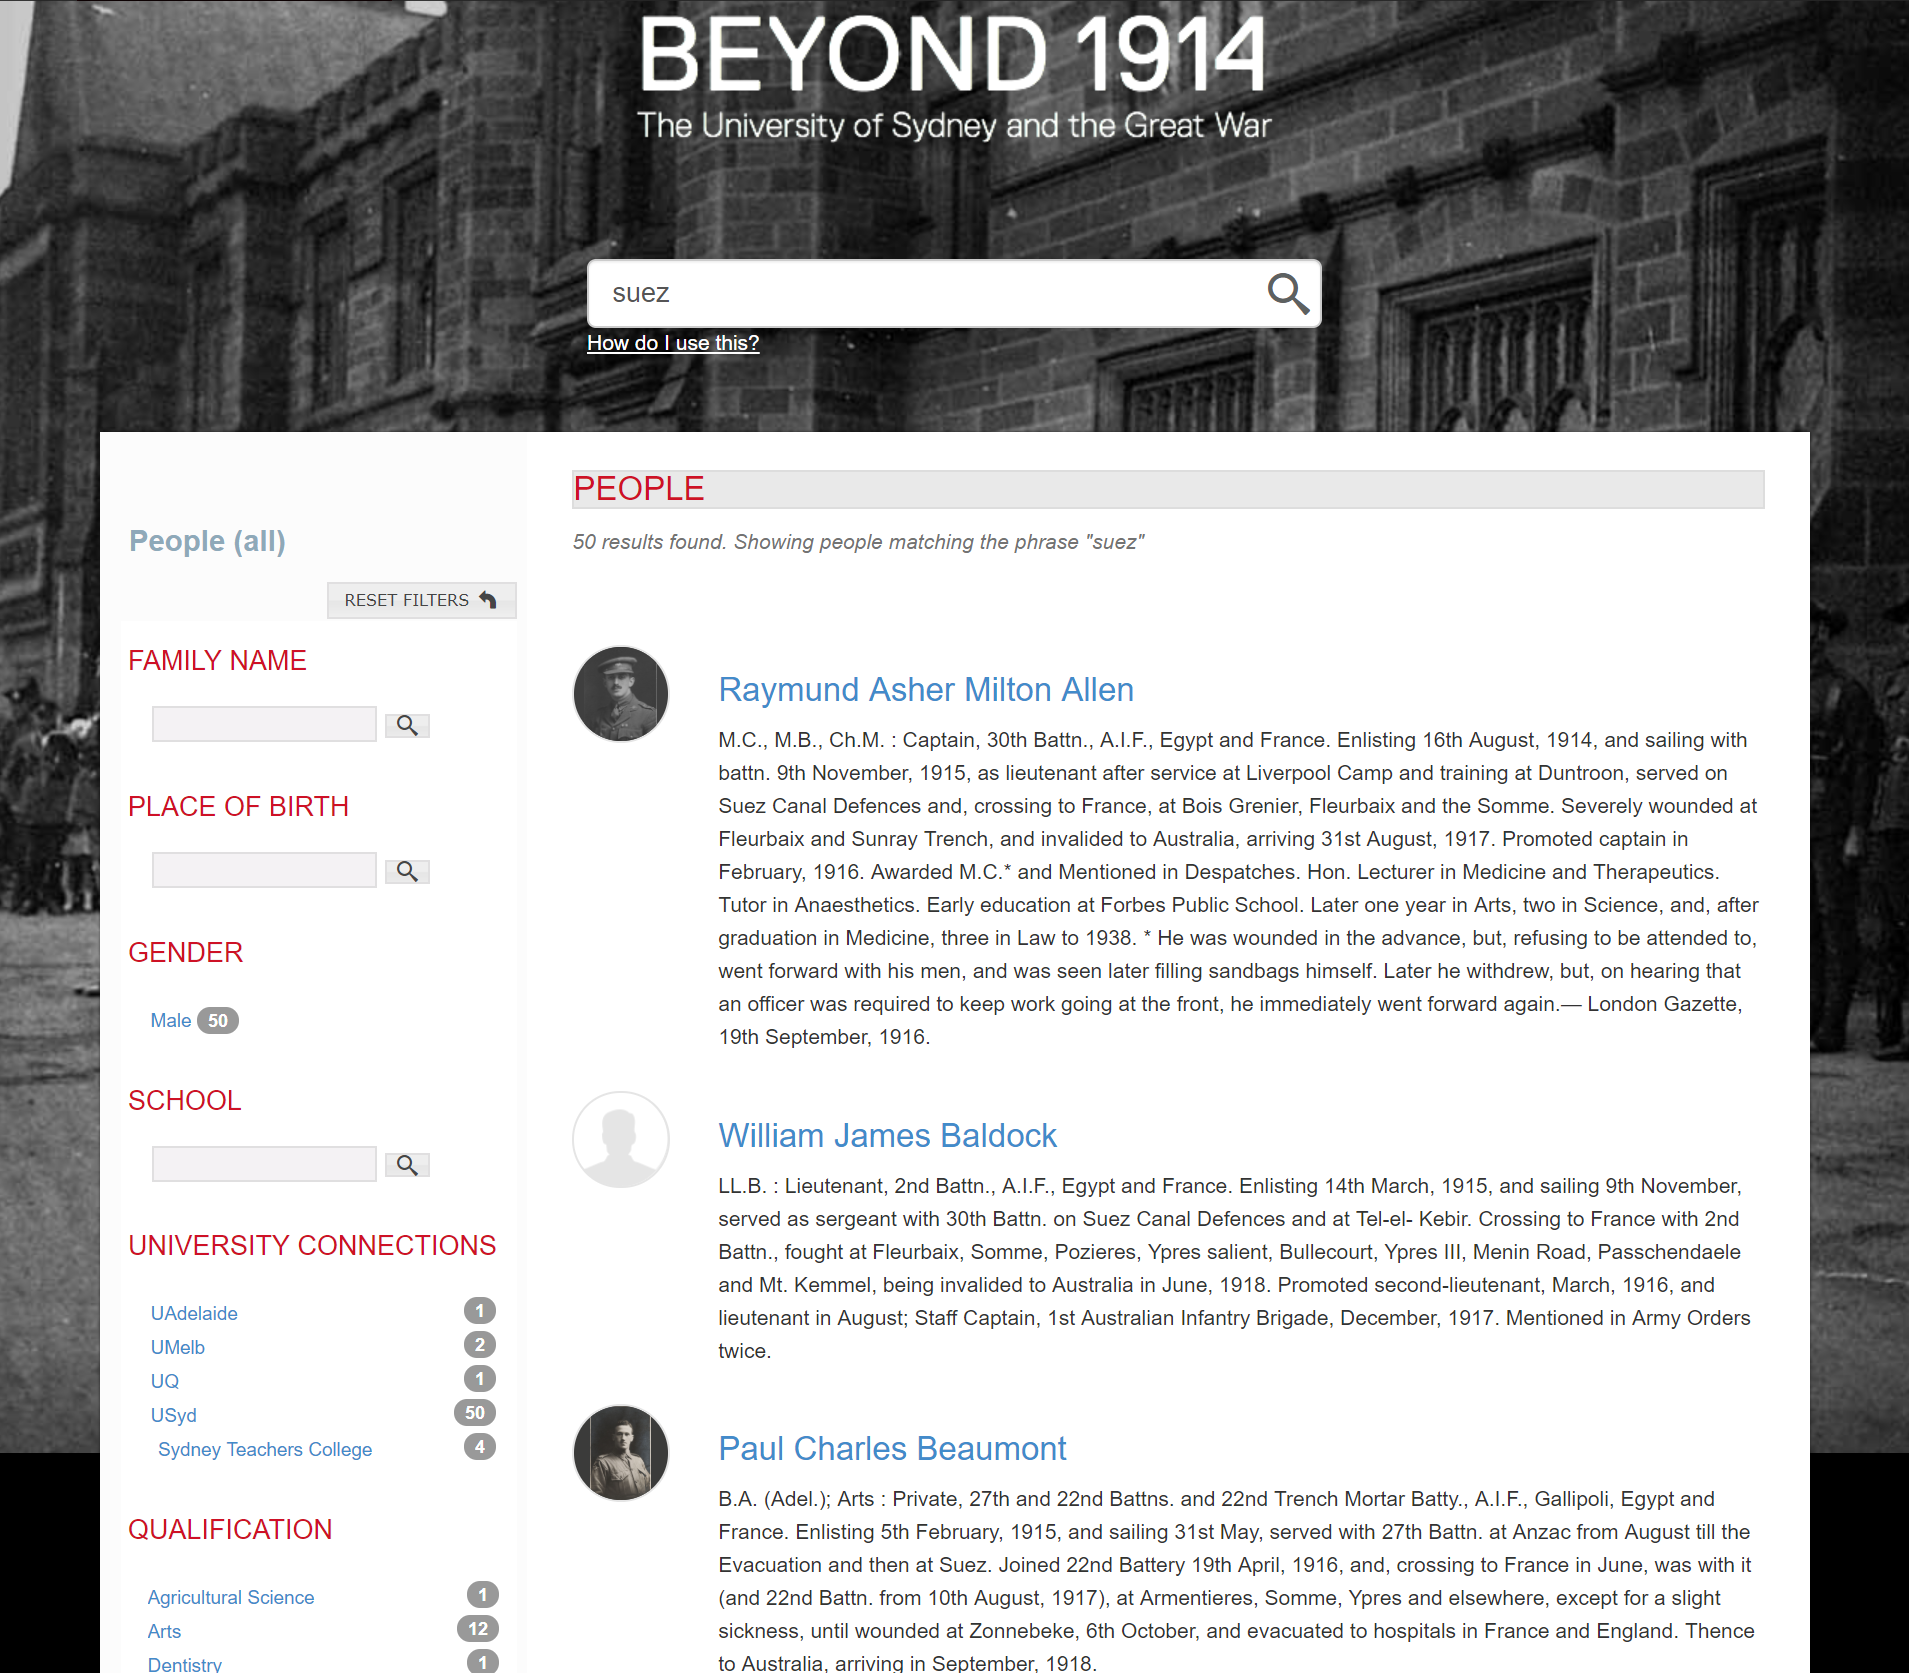 BEYOND 1914
The University of Sydney and the Great War
suez
How do I use this?
People (all)
RESET FILTERS
FAMILY NAME
PLACE OF BIRTH
GENDER
Male 50
SCHOOL
UNIVERSITY CONNECTIONS
UAdelaide 1
UMelb 2
UQ 1
USyd 50
Sydney Teachers College 4
QUALIFICATION
Agricultural Science 1
Arts 12
Dentistry 1
PEOPLE
50 results found. Showing people matching the phrase "suez"
Raymund Asher Milton Allen
M.C., M.B., Ch.M. : Captain, 30th Battn., A.I.F., Egypt and France. Enlisting 16th August, 1914, and sailing with
battn. 9th November, 1915, as lieutenant after service at Liverpool Camp and training at Duntroon, served on
Suez Canal Defences and, crossing to France, at Bois Grenier, Fleurbaix and the Somme. Severely wounded at
Fleurbaix and Sunray Trench, and invalided to Australia, arriving 31st August, 1917. Promoted captain in
February, 1916. Awarded M.C.* and Mentioned in Despatches. Hon. Lecturer in Medicine and Therapeutics.
Tutor in Anaesthetics. Early education at Forbes Public School. Later one year in Arts, two in Science, and, after
graduation in Medicine, three in Law to 1938. * He was wounded in the advance, but, refusing to be attended to,
went forward with his men, and was seen later filling sandbags himself. Later he withdrew, but, on hearing that
an officer was required to keep work going at the front, he immediately went forward again.— London Gazette,
19th September, 1916.
William James Baldock
LL.B. : Lieutenant, 2nd Battn., A.I.F., Egypt and France. Enlisting 14th March, 1915, and sailing 9th November,
served as sergeant with 30th Battn. on Suez Canal Defences and at Tel-el- Kebir. Crossing to France with 2nd
Battn., fought at Fleurbaix, Somme, Pozieres, Ypres salient, Bullecourt, Ypres III, Menin Road, Passchendaele
and Mt. Kemmel, being invalided to Australia in June, 1918. Promoted second-lieutenant, March, 1916, and
lieutenant in August; Staff Captain, 1st Australian Infantry Brigade, December, 1917. Mentioned in Army Orders
twice.
Paul Charles Beaumont
B.A. (Adel.); Arts : Private, 27th and 22nd Battns. and 22nd Trench Mortar Batty., A.I.F., Gallipoli, Egypt and
France. Enlisting 5th February, 1915, and sailing 31st May, served with 27th Battn. at Anzac from August till the
Evacuation and then at Suez. Joined 22nd Battery 19th April, 1916, and, crossing to France in June, was with it
(and 22nd Battn. from 10th August, 1917), at Armentieres, Somme, Ypres and elsewhere, except for a slight
sickness, until wounded at Zonnebeke, 6th October, and evacuated to hospitals in France and England. Thence
to Australia, arriving in September, 1918.